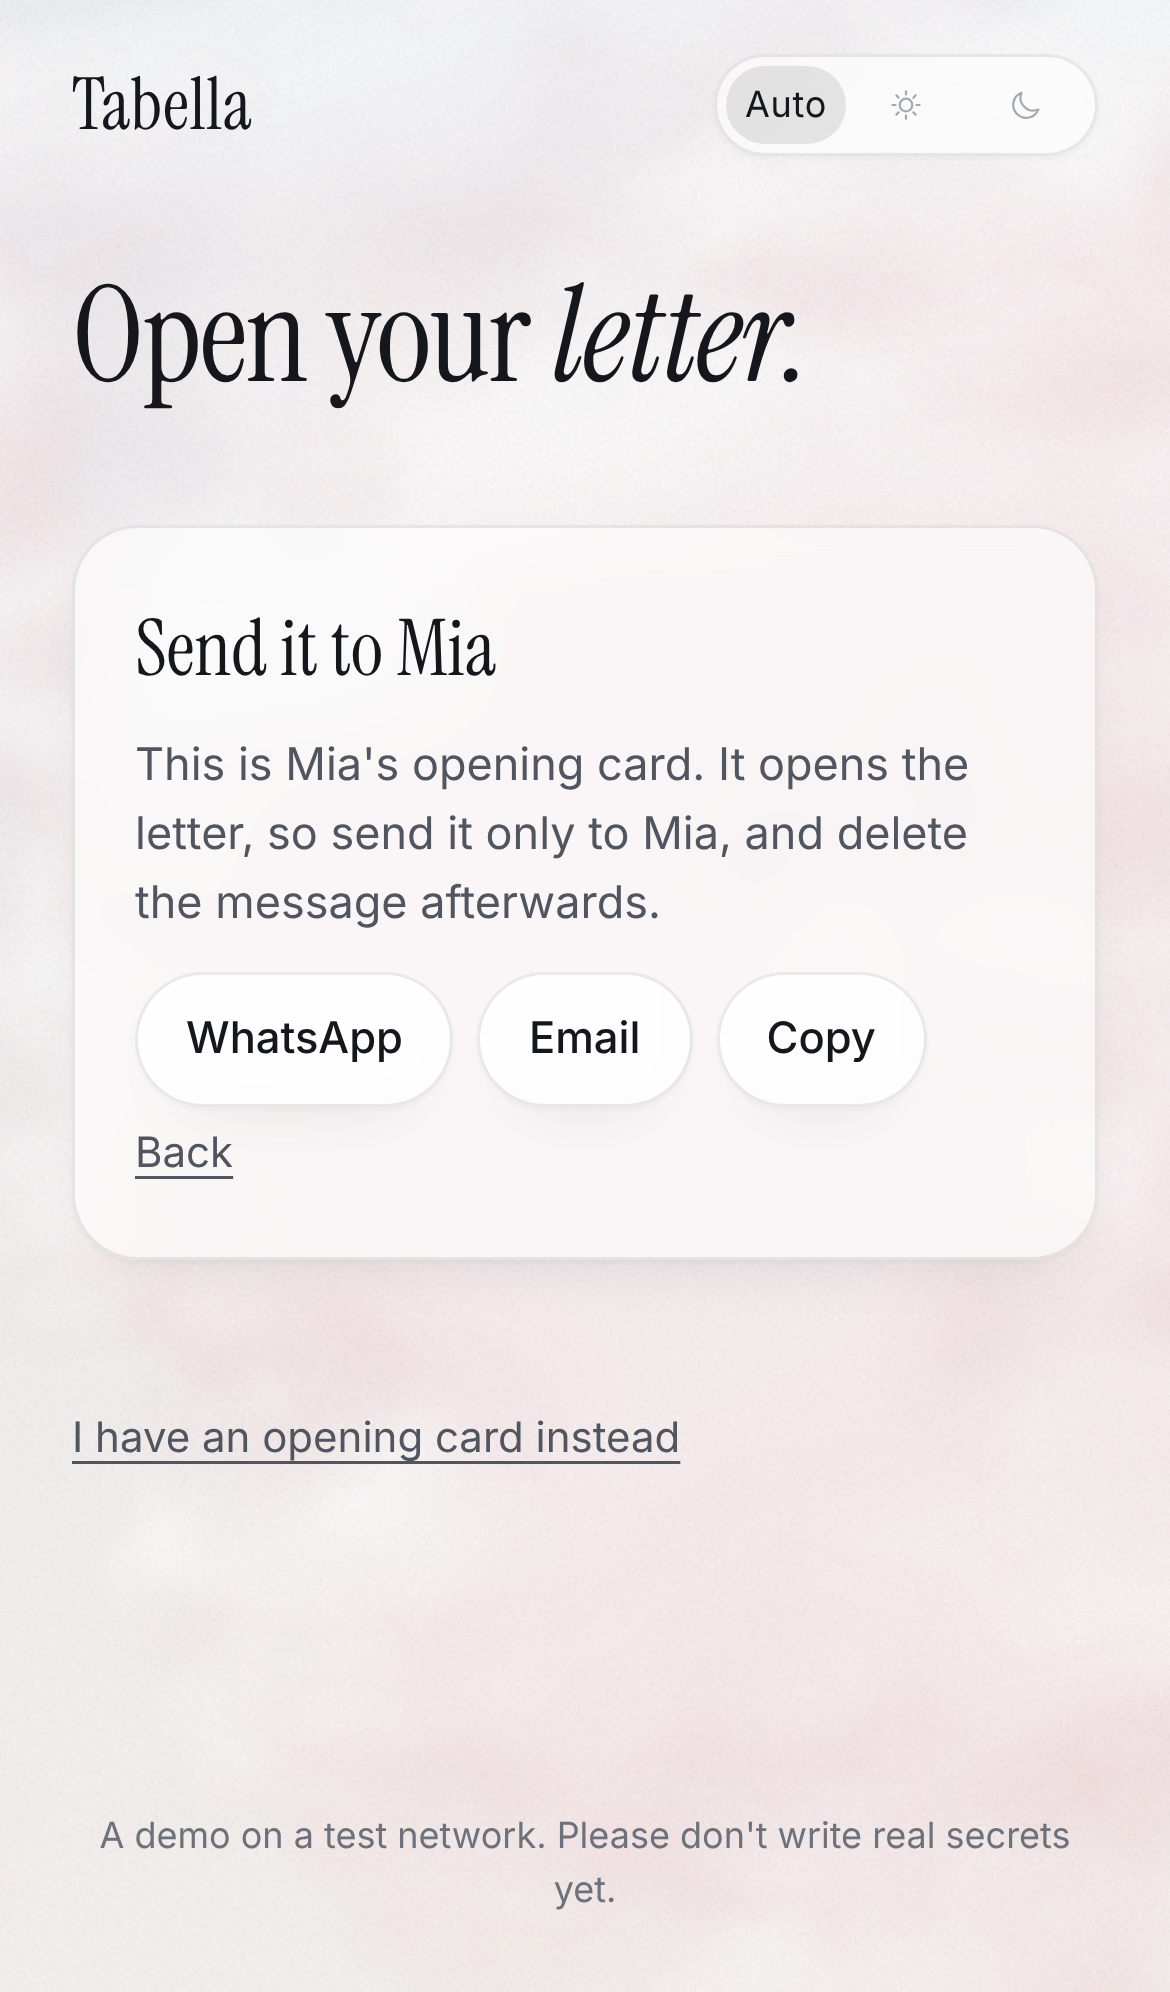 Tabella
Auto
Open your letter.
Send it to Mia
This is Mia's opening card. It opens the
letter, so send it only to Mia, and delete
the message afterwards.
WhatsApp
Email
Copy
Back
I have an opening card instead
A demo on a test network. Please don't write real secrets
yet.